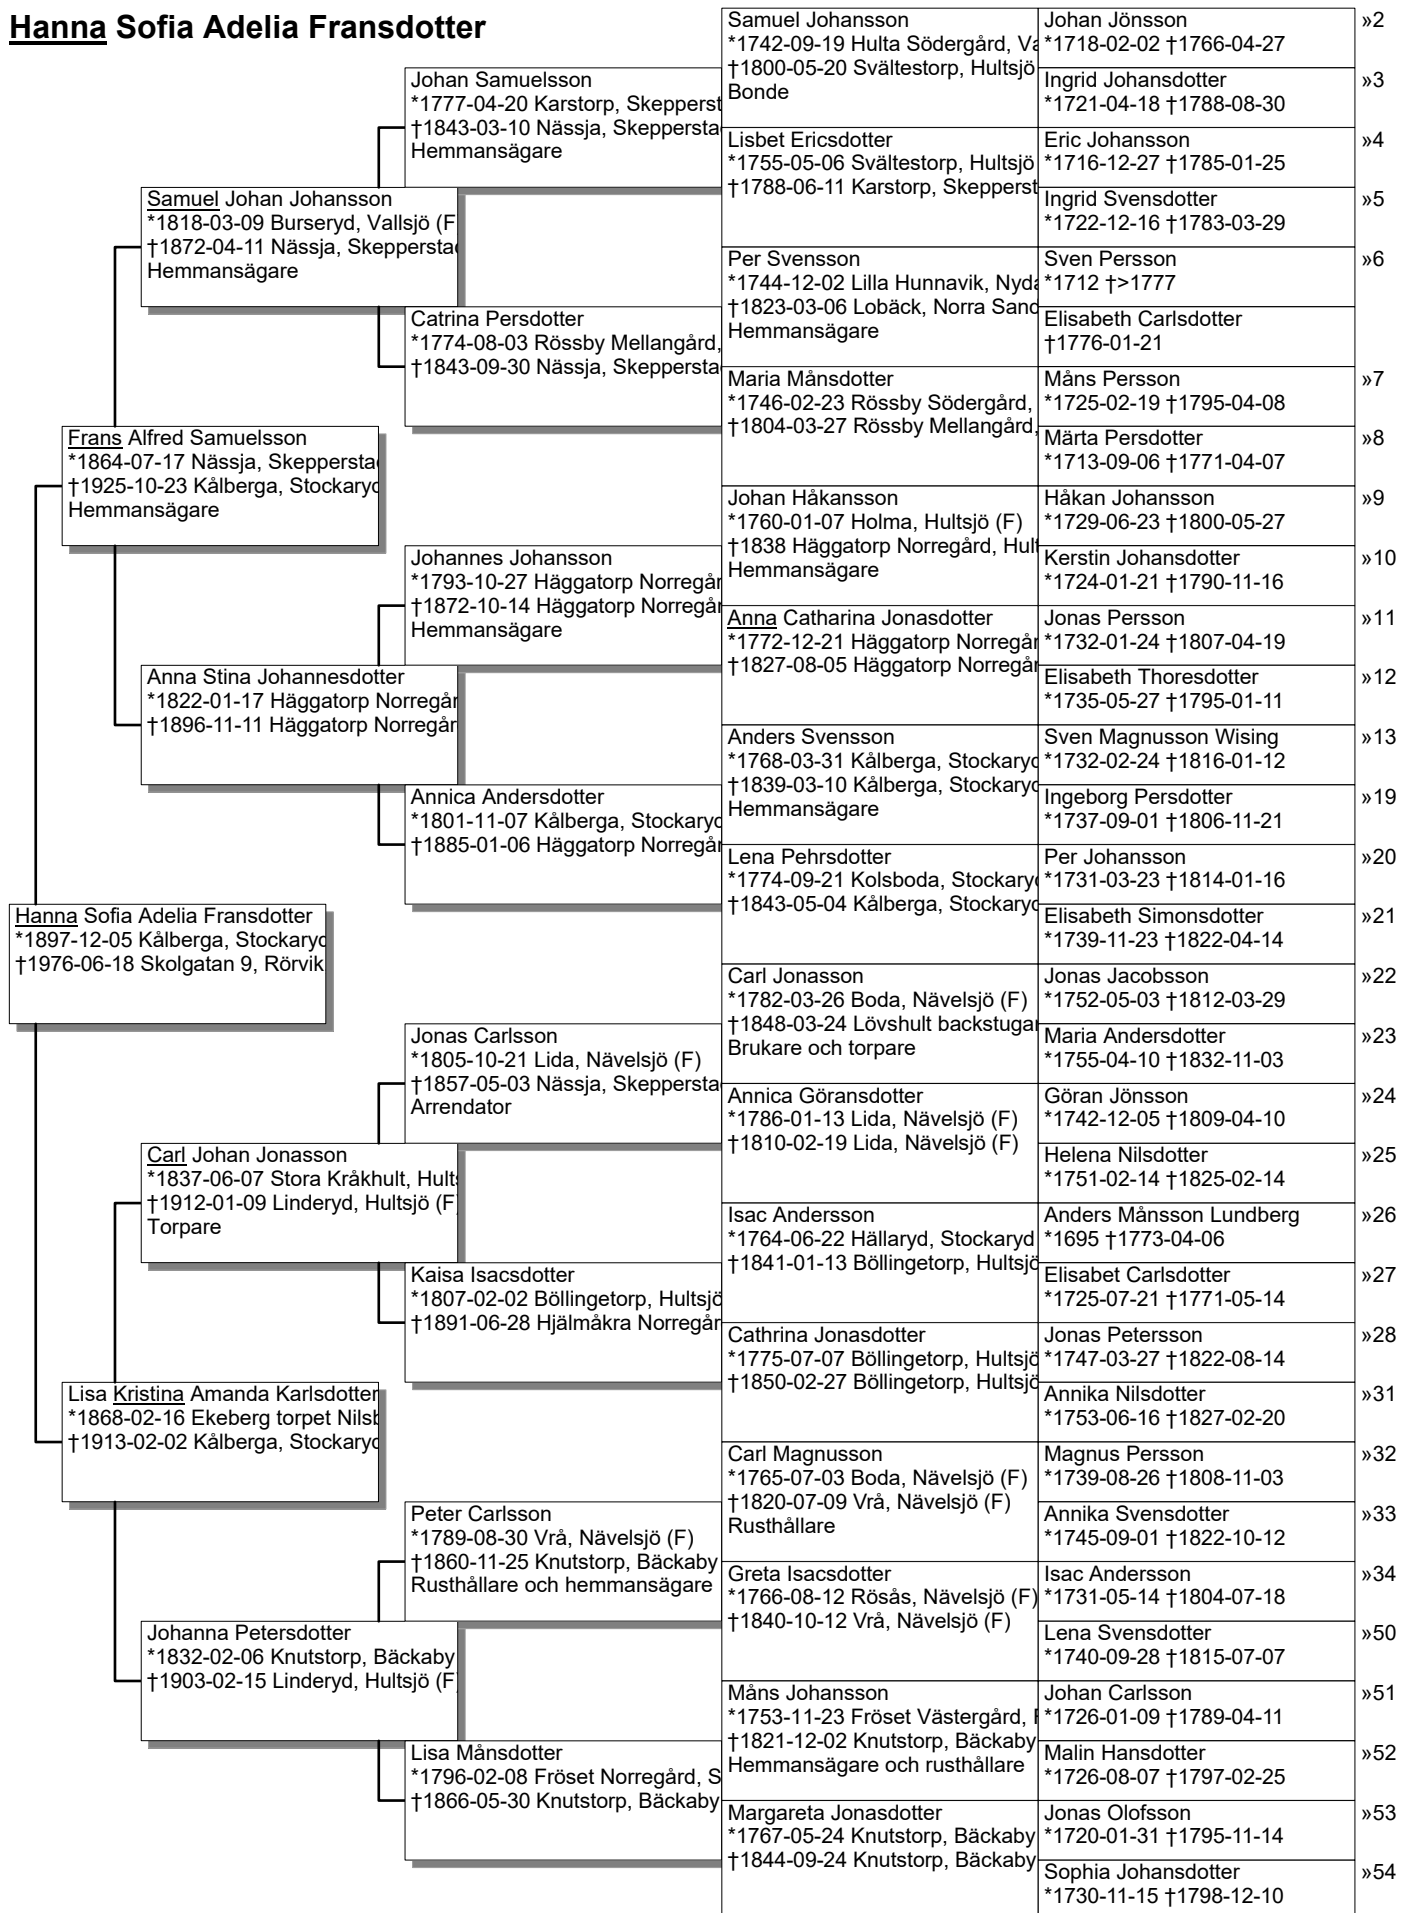 Hanna Sofia Adelia Fransdotter
Hanna Sofia Adelia Fransdotter
*1897-12-05 Kålberga, Stockaryd
†1976-06-18 Skolgatan 9, Rörvik
Frans Alfred Samuelsson
*1864-07-17 Nässja, Skepperstad
†1925-10-23 Kålberga, Stockaryd
Hemmansägare
Lisa Kristina Amanda Karlsdotter
*1868-02-16 Ekeberg torpet Nilsb
†1913-02-02 Kålberga, Stockaryd
Samuel Johan Johansson
*1818-03-09 Burseryd, Vallsjö (F
†1872-04-11 Nässja, Skepperstad
Hemmansägare
Anna Stina Johannesdotter
*1822-01-17 Häggatorp Norregår
†1896-11-11 Häggatorp Norregår
Carl Johan Jonasson
*1837-06-07 Stora Kråkhult, Hults
†1912-01-09 Linderyd, Hultsjö (F
Torpare
Johanna Petersdotter
*1832-02-06 Knutstorp, Bäckaby
†1903-02-15 Linderyd, Hultsjö (F
Johan Samuelsson
*1777-04-20 Karstorp, Skepperst
†1843-03-10 Nässja, Skepperstad
Hemmansägare
Catrina Persdotter
*1774-08-03 Rössby Mellangård,
†1843-09-30 Nässja, Skepperstad
Johannes Johansson
*1793-10-27 Häggatorp Norregår
†1872-10-14 Häggatorp Norregår
Hemmansägare
Annica Andersdotter
*1801-11-07 Kålberga, Stockaryd
†1885-01-06 Häggatorp Norregår
Jonas Carlsson
*1805-10-21 Lida, Nävelsjö (F)
†1857-05-03 Nässja, Skepperstad
Arrendator
Kaisa Isacsdotter
*1807-02-02 Böllingetorp, Hultsjö
†1891-06-28 Hjälmåkra Norregår
Peter Carlsson
*1789-08-30 Vrå, Nävelsjö (F)
†1860-11-25 Knutstorp, Bäckaby
Rusthållare och hemmansägare
Lisa Månsdotter
*1796-02-08 Fröset Norregård, S
†1866-05-30 Knutstorp, Bäckaby
Samuel Johansson
*1742-09-19 Hulta Södergård, Va
†1800-05-20 Svältestorp, Hultsjö
Bonde
Lisbet Ericsdotter
*1755-05-06 Svältestorp, Hultsjö
†1788-06-11 Karstorp, Skepperst
Per Svensson
*1744-12-02 Lilla Hunnavik, Nyda
†1823-03-06 Lobäck, Norra Sand
Hemmansägare
Maria Månsdotter
*1746-02-23 Rössby Södergård,
†1804-03-27 Rössby Mellangård,
Johan Håkansson
*1760-01-07 Holma, Hultsjö (F)
†1838 Häggatorp Norregård, Hult
Hemmansägare
Anna Catharina Jonasdotter
*1772-12-21 Häggatorp Norregår
†1827-08-05 Häggatorp Norregår
Anders Svensson
*1768-03-31 Kålberga, Stockaryd
†1839-03-10 Kålberga, Stockaryd
Hemmansägare
Lena Pehrsdotter
*1774-09-21 Kolsboda, Stockaryd
†1843-05-04 Kålberga, Stockaryd
Carl Jonasson
*1782-03-26 Boda, Nävelsjö (F)
†1848-03-24 Lövshult backstugan
Brukare och torpare
Annica Göransdotter
*1786-01-13 Lida, Nävelsjö (F)
†1810-02-19 Lida, Nävelsjö (F)
Isac Andersson
*1764-06-22 Hällaryd, Stockaryd
†1841-01-13 Böllingetorp, Hultsjö
Cathrina Jonasdotter
*1775-07-07 Böllingetorp, Hultsjö
†1850-02-27 Böllingetorp, Hultsjö
Carl Magnusson
*1765-07-03 Boda, Nävelsjö (F)
†1820-07-09 Vrå, Nävelsjö (F)
Rusthållare
Greta Isacsdotter
*1766-08-12 Rösås, Nävelsjö (F)
†1840-10-12 Vrå, Nävelsjö (F)
Måns Johansson
*1753-11-23 Fröset Västergård, F
†1821-12-02 Knutstorp, Bäckaby
Hemmansägare och rusthållare
Margareta Jonasdotter
*1767-05-24 Knutstorp, Bäckaby
†1844-09-24 Knutstorp, Bäckaby
Johan Jönsson »2
*1718-02-02 †1766-04-27
Ingrid Johansdotter »3
*1721-04-18 †1788-08-30
Eric Johansson »4
*1716-12-27 †1785-01-25
Ingrid Svensdotter »5
*1722-12-16 †1783-03-29
Sven Persson »6
*1712 †>1777
Elisabeth Carlsdotter
†1776-01-21
Måns Persson »7
*1725-02-19 †1795-04-08
Märta Persdotter »8
*1713-09-06 †1771-04-07
Håkan Johansson »9
*1729-06-23 †1800-05-27
Kerstin Johansdotter »10
*1724-01-21 †1790-11-16
Jonas Persson »11
*1732-01-24 †1807-04-19
Elisabeth Thoresdotter »12
*1735-05-27 †1795-01-11
Sven Magnusson Wising »13
*1732-02-24 †1816-01-12
Ingeborg Persdotter »19
*1737-09-01 †1806-11-21
Per Johansson »20
*1731-03-23 †1814-01-16
Elisabeth Simonsdotter »21
*1739-11-23 †1822-04-14
Jonas Jacobsson »22
*1752-05-03 †1812-03-29
Maria Andersdotter »23
*1755-04-10 †1832-11-03
Göran Jönsson »24
*1742-12-05 †1809-04-10
Helena Nilsdotter »25
*1751-02-14 †1825-02-14
Anders Månsson Lundberg »26
*1695 †1773-04-06
Elisabet Carlsdotter »27
*1725-07-21 †1771-05-14
Jonas Petersson »28
*1747-03-27 †1822-08-14
Annika Nilsdotter »31
*1753-06-16 †1827-02-20
Magnus Persson »32
*1739-08-26 †1808-11-03
Annika Svensdotter »33
*1745-09-01 †1822-10-12
Isac Andersson »34
*1731-05-14 †1804-07-18
Lena Svensdotter »50
*1740-09-28 †1815-07-07
Johan Carlsson »51
*1726-01-09 †1789-04-11
Malin Hansdotter »52
*1726-08-07 †1797-02-25
Jonas Olofsson »53
*1720-01-31 †1795-11-14
Sophia Johansdotter »54
*1730-11-15 †1798-12-10